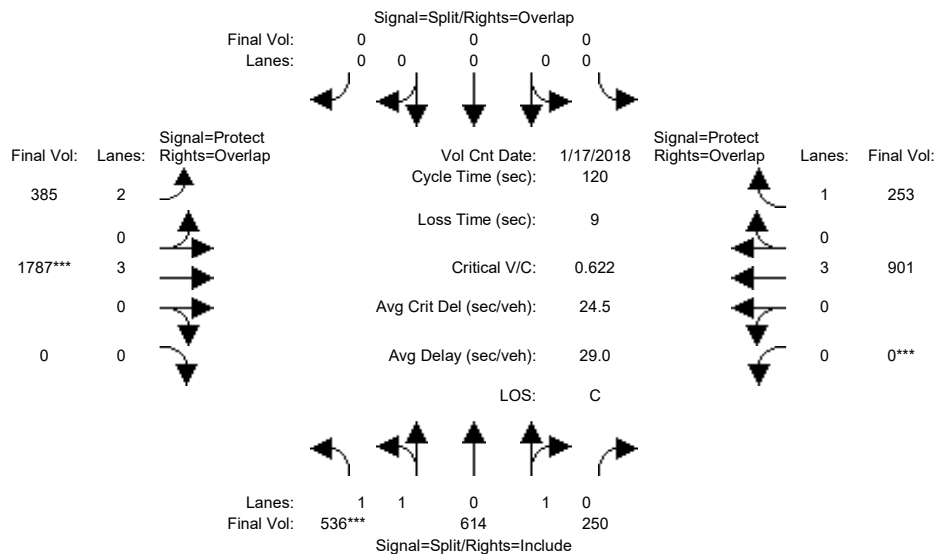 Signal=Split/Rights=Overlap
Final Vol: 0 0 0
Lanes: 0 0 0 0 0
Signal=Protect Signal=Protect
Final Vol: Lanes: Rights=Overlap Vol Cnt Date: 1/17/2018 Rights=Overlap Lanes: Final Vol:
Cycle Time (sec): 120
385 2 1 253
Loss Time (sec): 9
0 0
1787*** 3 Critical V/C: 0.622 3 901
0 Avg Crit Del (sec/veh): 24.5 0
0 0 Avg Delay (sec/veh): 29.0 0 0***
LOS: C
Lanes: 1 1 0 1 0
Final Vol: 536*** 614 250
Signal=Split/Rights=Include